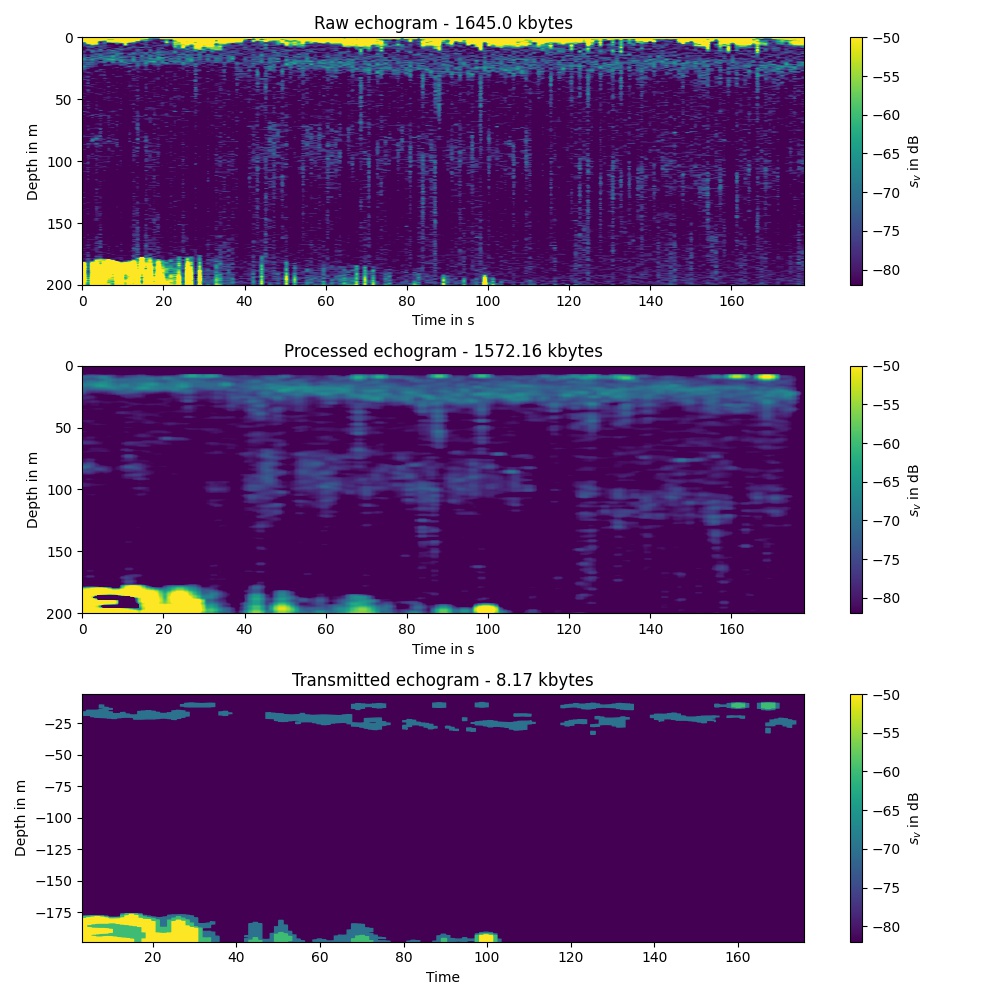 Raw echogram - 1645.0 kbytes
0
50
100
150
200
Depth in m
0 20 40 60 80 100 120 140 160
Time in s
−50
−55
−60
−65
−70
−75
−80
s_v in dB
Processed echogram - 1572.16 kbytes
0
50
100
150
200
Depth in m
0 20 40 60 80 100 120 140 160
Time in s
−50
−55
−60
−65
−70
−75
−80
s_v in dB
Transmitted echogram - 8.17 kbytes
−25
−50
−75
−100
−125
−150
−175
Depth in m
20 40 60 80 100 120 140 160
Time
−50
−55
−60
−65
−70
−75
−80
s_v in dB